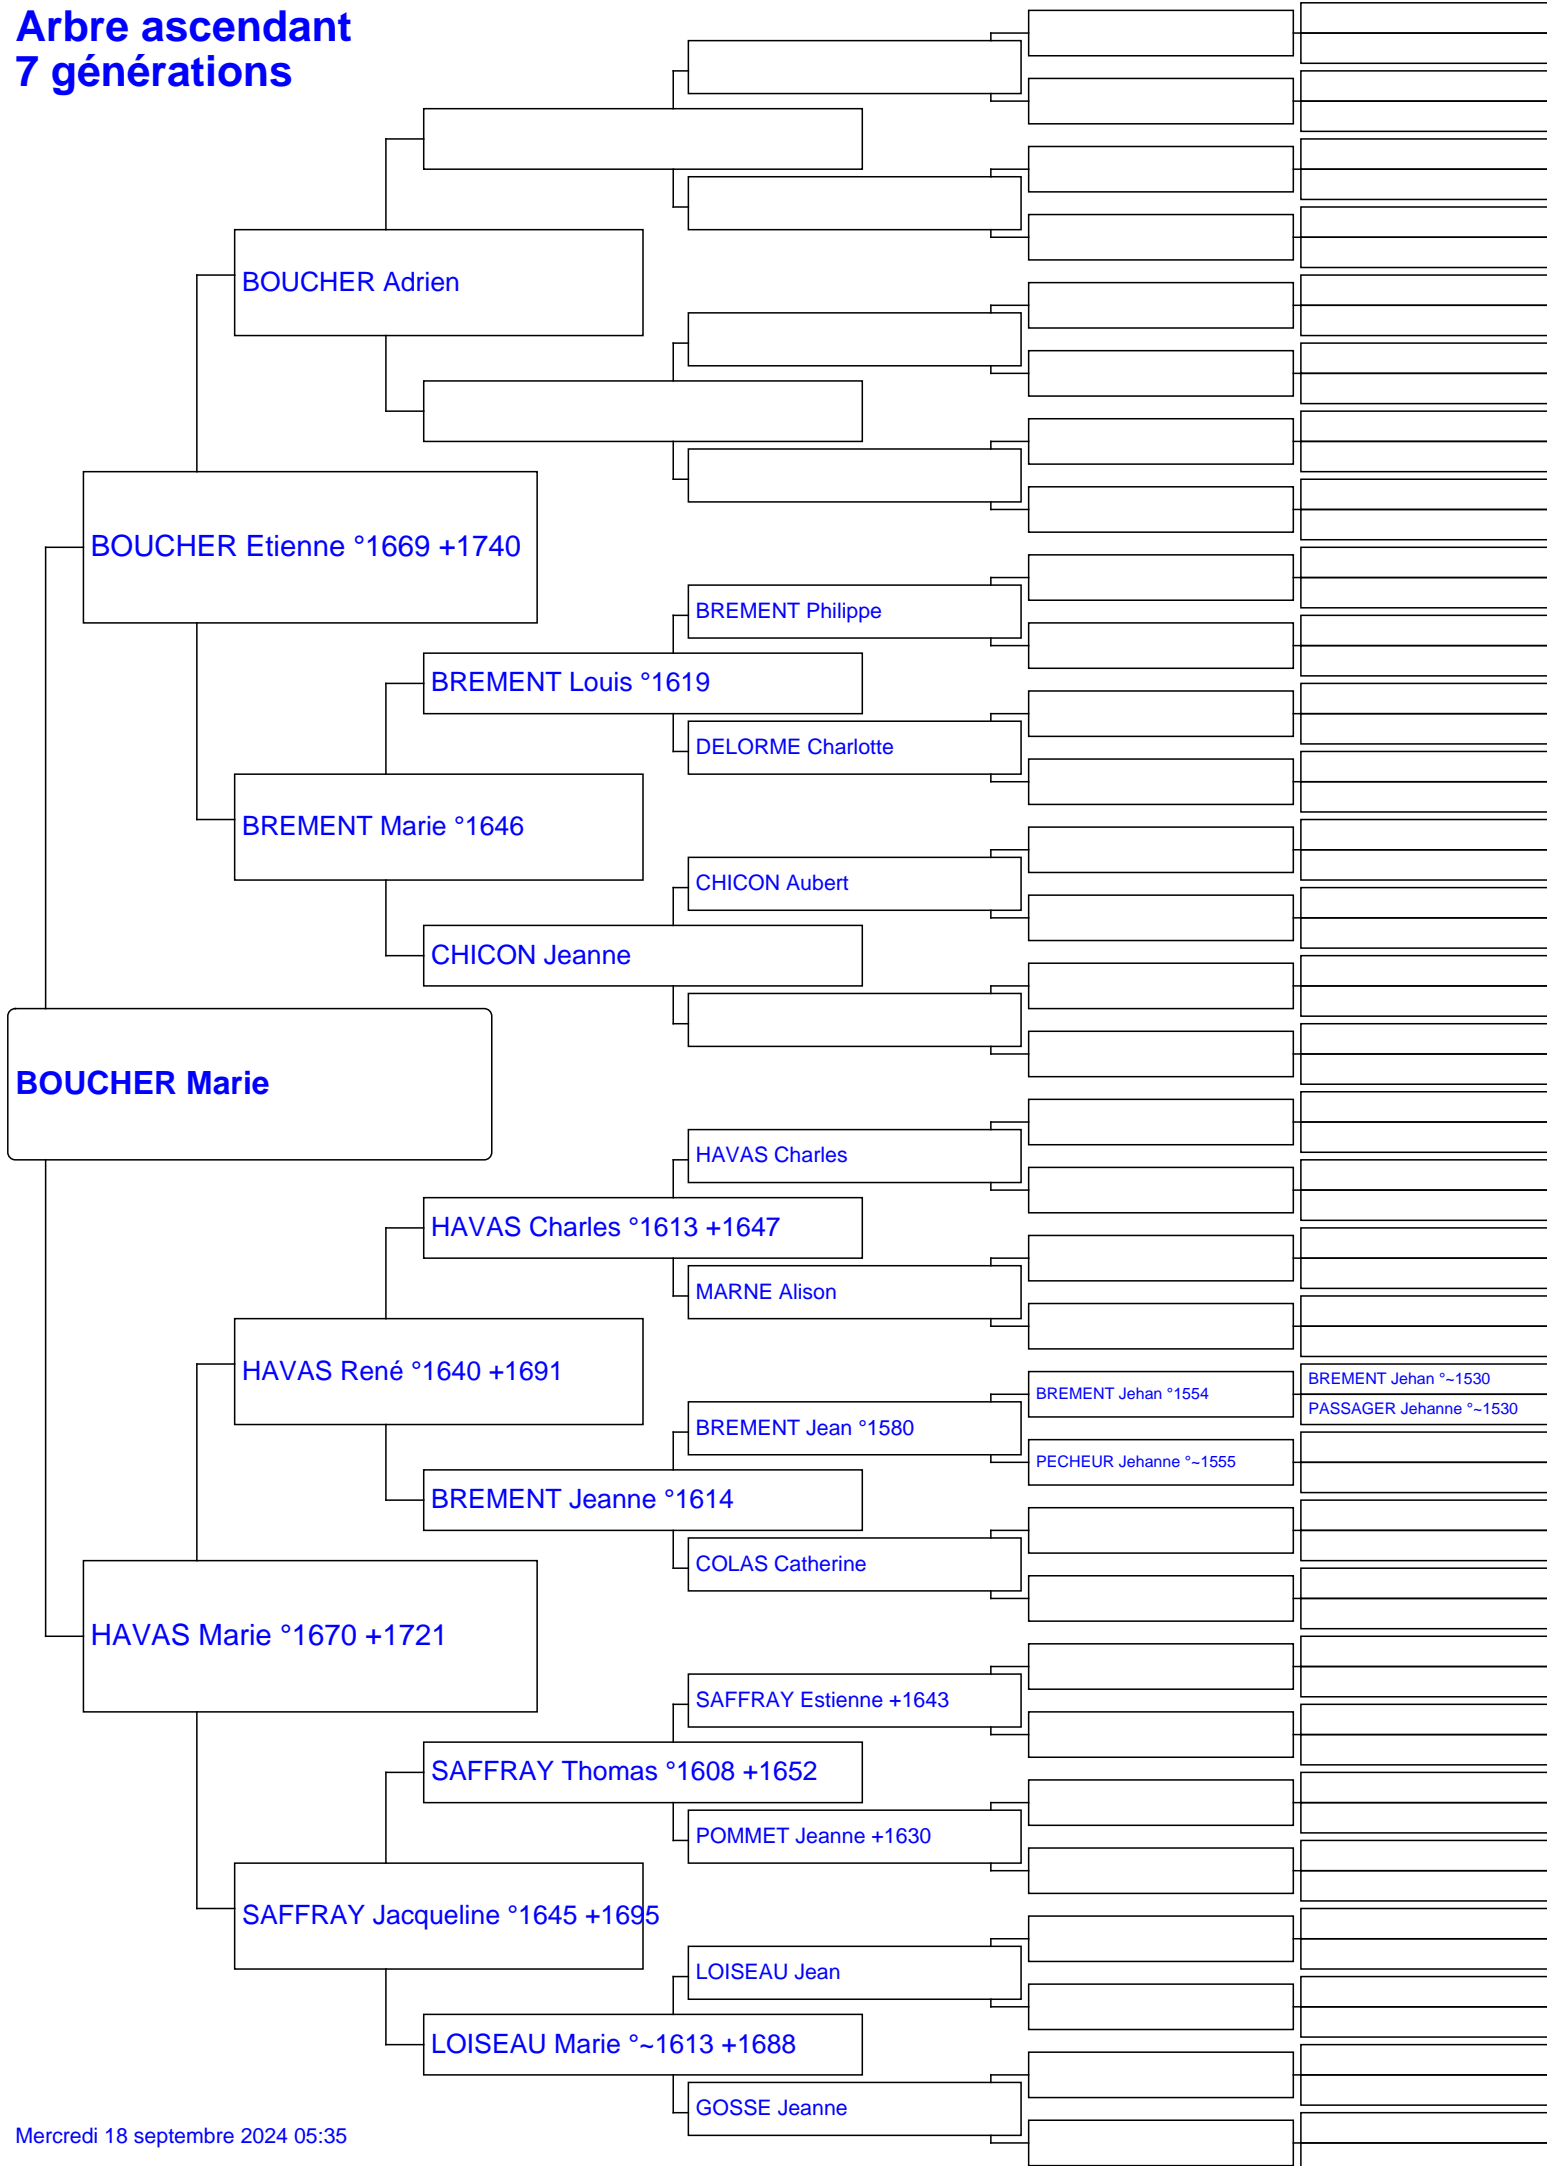 Arbre ascendant
7 générations
BOUCHER Adrien
BOUCHER Etienne °1669 +1740
BREMENT Philippe
BREMENT Louis °1619
DELORME Charlotte
BREMENT Marie °1646
CHICON Aubert
CHICON Jeanne
BOUCHER Marie
HAVAS Charles
HAVAS Charles °1613 +1647
MARNE Alison
HAVAS René °1640 +1691
BREMENT Jehan °~1530
BREMENT Jehan °1554
PASSAGER Jehanne °~1530
BREMENT Jean °1580
PECHEUR Jehanne °~1555
BREMENT Jeanne °1614
COLAS Catherine
HAVAS Marie °1670 +1721
SAFFRAY Estienne +1643
SAFFRAY Thomas °1608 +1652
POMMET Jeanne +1630
SAFFRAY Jacqueline °1645 +1695
LOISEAU Jean
LOISEAU Marie °~1613 +1688
GOSSE Jeanne
Mercredi 18 septembre 2024 05:35